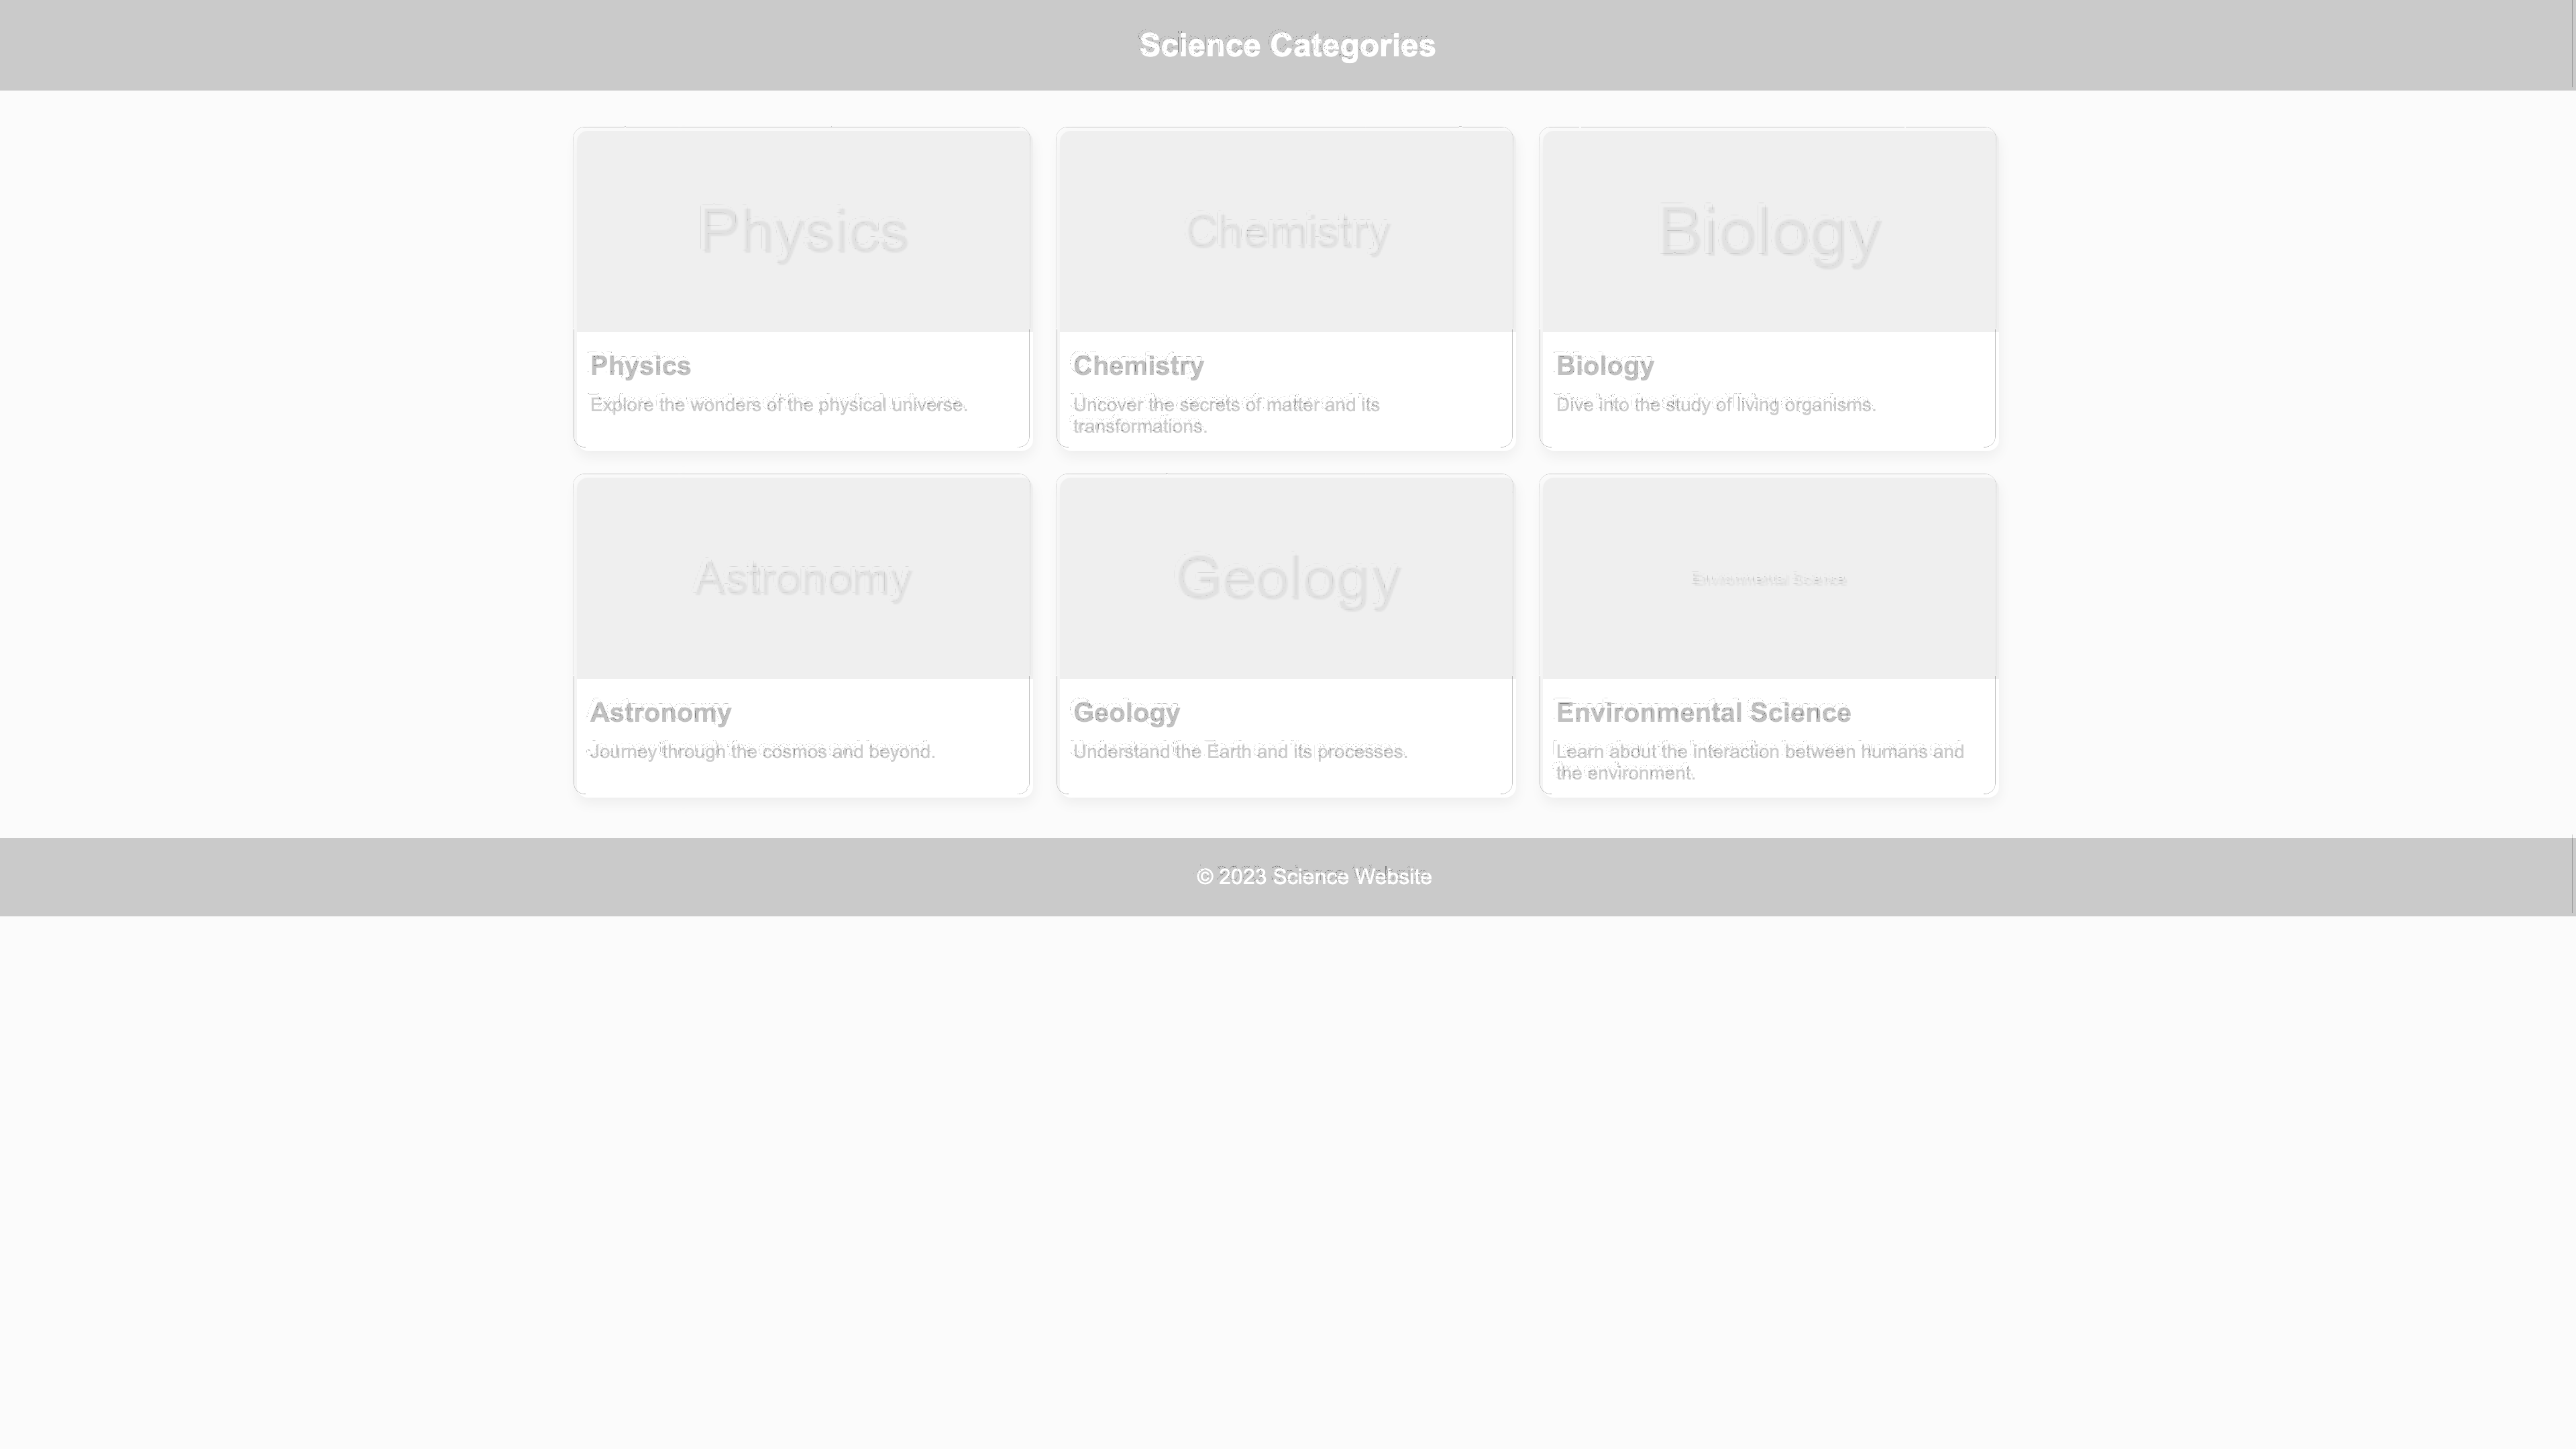 Science Categories
Physics
Chemistry
Biology
Physics
Explore the wonders of the physical universe.
Chemistry
Uncover the secrets of matter and its
transformations.
Biology
Dive into the study of living organisms.
Astronomy
Geology
Environmental Science
Astronomy
Journey through the cosmos and beyond.
Geology
Understand the Earth and its processes.
Environmental Science
Learn about the interaction between humans and
the environment.
© 2023 Science Website